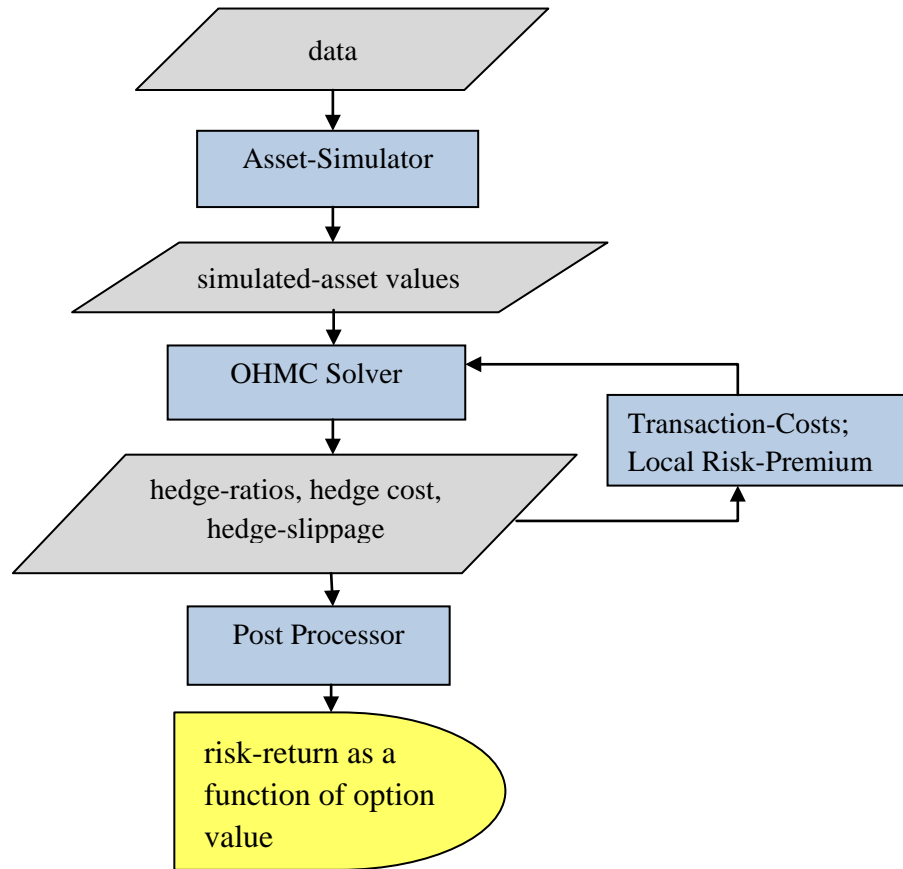 data
Asset-Simulator
simulated-asset values
OHMC Solver
Transaction-Costs;
Local Risk-Premium
hedge-ratios, hedge cost,
hedge-slippage
Post Processor
risk-return as a
function of option
value